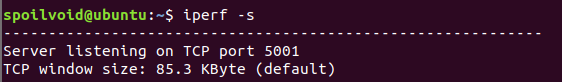 spoilvoid@ubuntu:~$ iperf -s
------------------------------------------------------------
Server listening on TCP port 5001
TCP window size: 85.3 KByte (default)